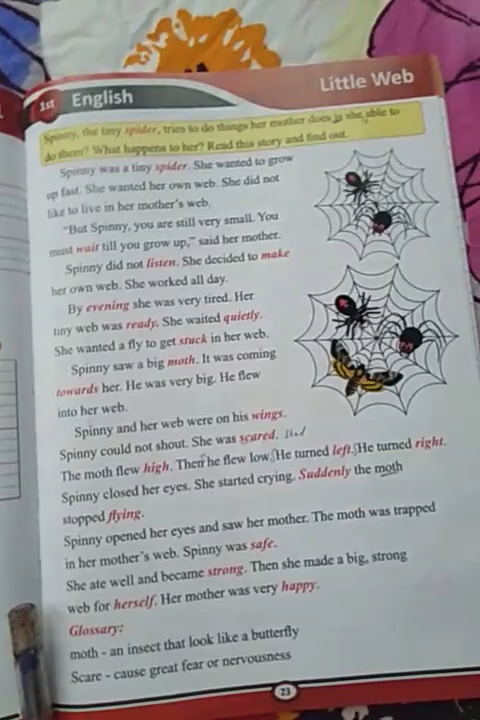 1st English
Little Web
Spinny, the tiny spider, tries to do things her mother does is she able to
do them? What happens to her? Read this story and find out.
Spinny was a tiny spider. She wanted to grow
up fast. She wanted her own web. She did not
like to live in her mother's web.
"But Spinny, you are still very small. You
must wait till you grow up," said her mother.
Spinny did not listen. She decided to make
her own web. She worked all day.
By evening she was very tired. Her
tiny web was ready. She waited quietly.
She wanted a fly to get stuck in her web.
Spinny saw a big moth. It was coming
towards her. He was very big. He flew
into her web.
Spinny and her web were on his wings.
Spinny could not shout. She was scared.
The moth flew high. Then he flew low. He turned left. He turned right.
Spinny closed her eyes. She started crying. Suddenly the moth
stopped flying.
Spinny opened her eyes and saw her mother. The moth was trapped
in her mother's web. Spinny was safe.
She ate well and became strong. Then she made a big, strong
web for herself. Her mother was very happy.
Glossary:
moth - an insect that look like a butterfly
Scare - cause great fear or nervousness
23